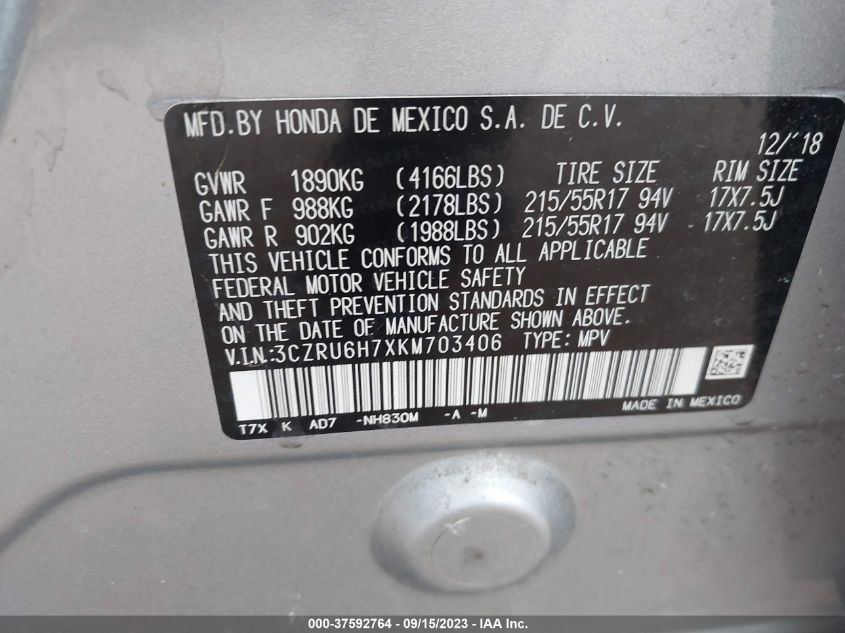 MFD.BY HONDA DE MEXICO S.A. DE C.V.
12/'18
GVWR 1890KG (4166LBS) TIRE SIZE RIM SIZE
GAWR F 988KG (2178LBS) 215/55R17 94V 17X7.5J
GAWR R 902KG (1988LBS) 215/55R17 94V 17X7.5J
THIS VEHICLE CONFORMS TO ALL APPLICABLE
FEDERAL MOTOR VEHICLE SAFETY
AND THEFT PREVENTION STANDARDS IN EFFECT
ON THE DATE OF MANUFACTURE SHOWN ABOVE.
V.I.N:3CZRU6H7XKM703406 TYPE: MPV
T7X K AD7 -NH830M -A -M MADE IN MEXICO
000-37592764 - 09/15/2023 - IAA Inc.